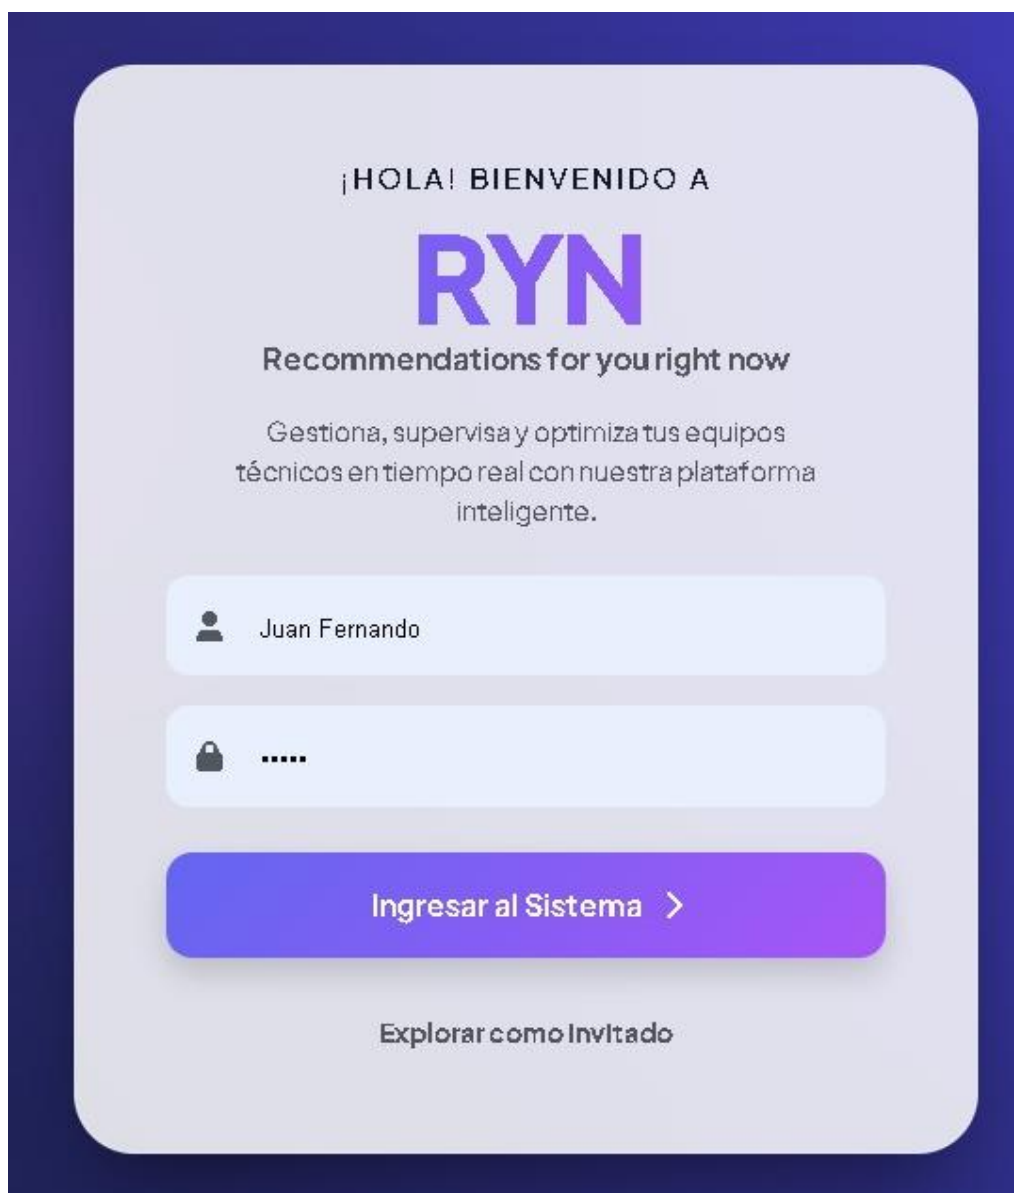 ¡HOLA! BIENVENIDO A
RYN
Recommendations for you right now
Gestiona, supervisa y optimiza tus equipos
técnicos en tiempo real con nuestra plataforma
inteligente.
Juan Fernando
•••••
Ingresar al Sistema
Explorar como Invitado